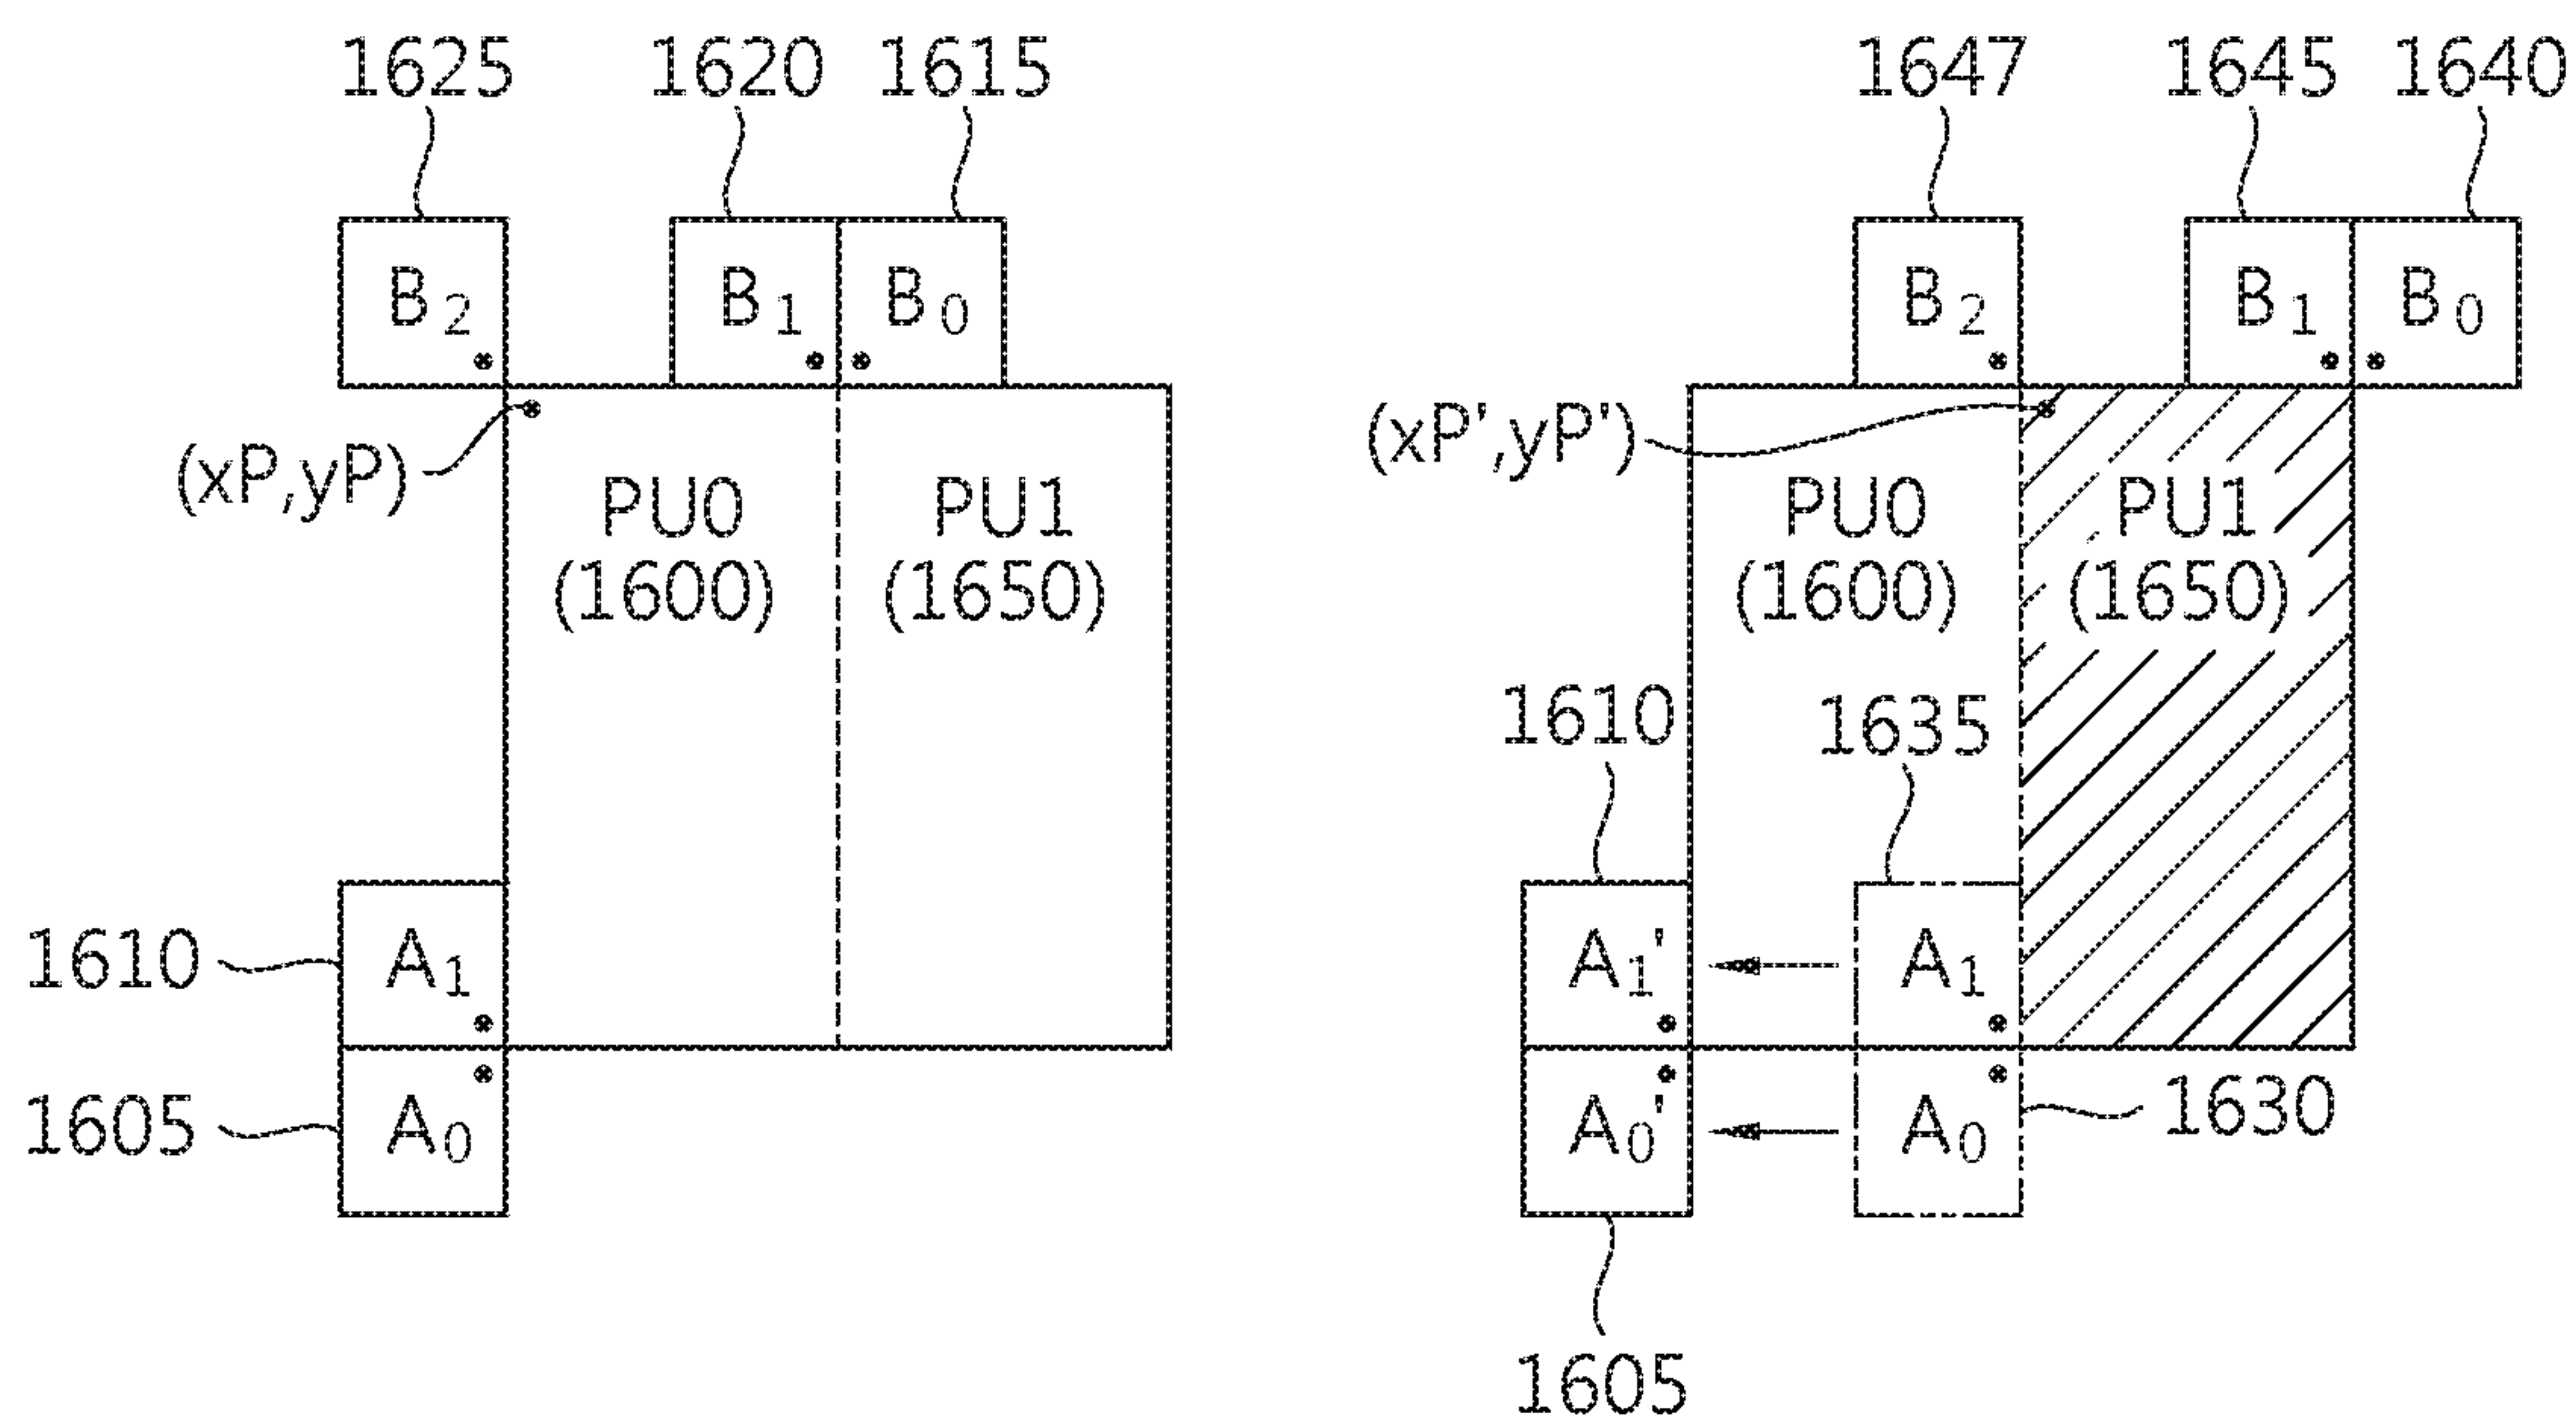 1625 1620 1615
B2 B1 B0
(xP,yP)
PU0 PU1
(1600) (1650)
1610 A1
1605 A0
1647 1645 1640
B2 B1 B0
(xP',yP')
PU0 PU1
(1600) (1650)
1610 1635
A1' A1
A0' A0 1630
1605